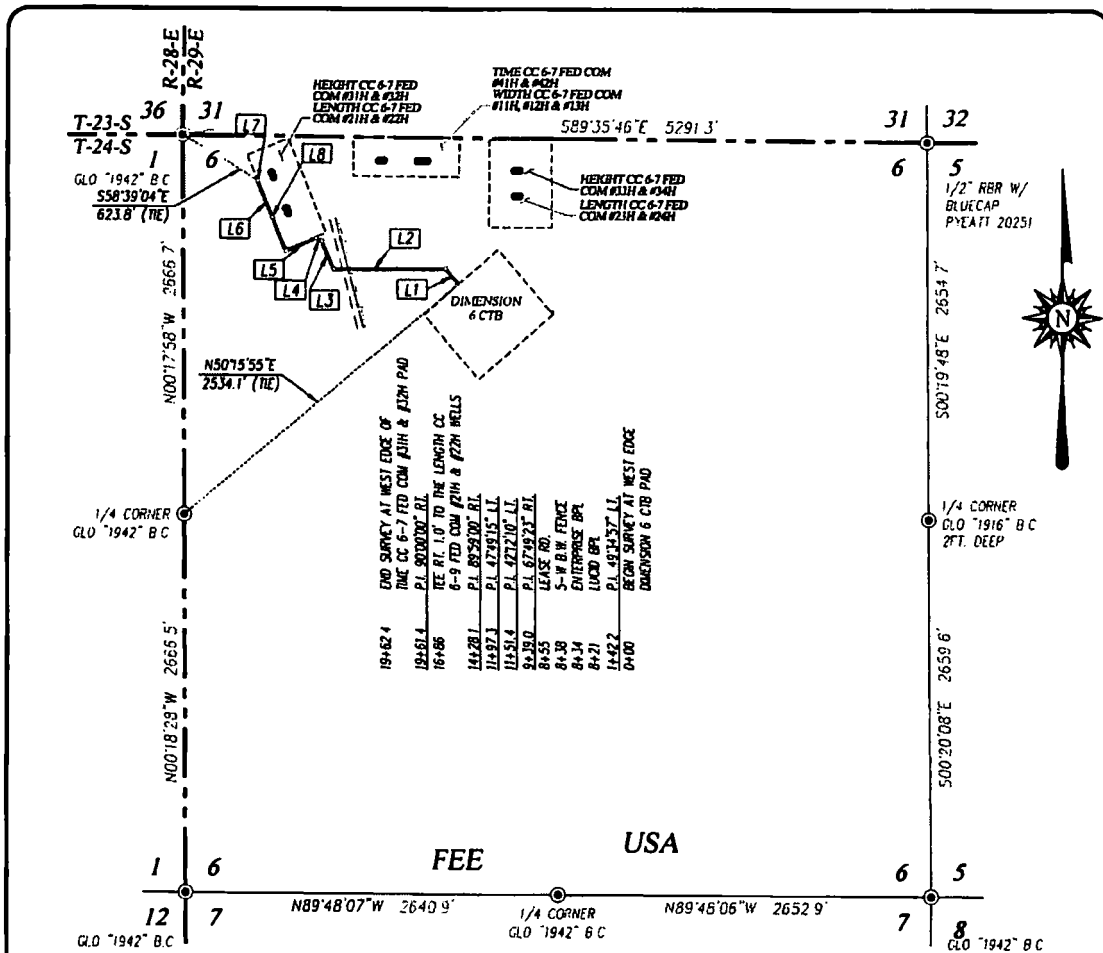 R-28-E
R-29-E
36
31
T-23-S
T-24-S
1
6
GLO "1942" B C
S58°39'04"E
623.8' (TIE)
L7
HEIGHT CC 6-7 FED
COM #31H & #32H
LENGTH CC 6-7 FED
COM #21H & #22H
L8
TIME CC 6-7 FED COM
#41H & #42H
WIDTH CC 6-7 FED COM
#11H, #12H & #13H
S89°35'46"E 5291 3'
31
32
6
5
1/2" RBR W/
BLUECAP
PYEATT 20251
HEIGHT CC 6-7 FED
COM #33H & #34H
LENGTH CC 6-7 FED
COM #23H & #24H
L6
L5
L4
L3
L2
L1
DIMENSION
6 CTB
N
N00°17'58"W 2666 7'
S00°19'48"E 2654 7'
N50°15'55"E
2534.1' (TIE)
1/4 CORNER
GLO "1942" B C
1/4 CORNER
GLO "1916" B C
2FT. DEEP
19+62 4 END SURVEY AT WEST EDGE OF
TIME CC 6-7 FED COM #31H & #32H PAD
19+61.4 P.I. 90°00'00" RT.
16+86 TEE RT. 1.0' TO THE LENGTH CC
6-9 FED COM #21H & #22H WELLS
14+28.1 P.I. 89°59'00" RT.
11+97.3 P.I. 47°49'15" LT.
11+51.4 P.I. 42°12'10" LT.
9+39.0 P.I. 67°49'23" RT.
8+55 LEASE RD.
8+38 5-W B.W. FENCE
8+34 ENTERPRISE BPL
8+21 LUCID BPL
1+42.2 P.I. 49°34'57" LT.
0+00 BEGIN SURVEY AT WEST EDGE
DIMENSION 6 CTB PAD
N00°18'28"W 2666 5'
S00°20'08"E 2659 6'
FEE
USA
1
6
12
7
GLO "1942" B.C
N89°48'07"W 2640 9'
1/4 CORNER
GLO "1942" B C
N89°48'06"W 2652 9'
6
5
7
8
GLO "1942" B C